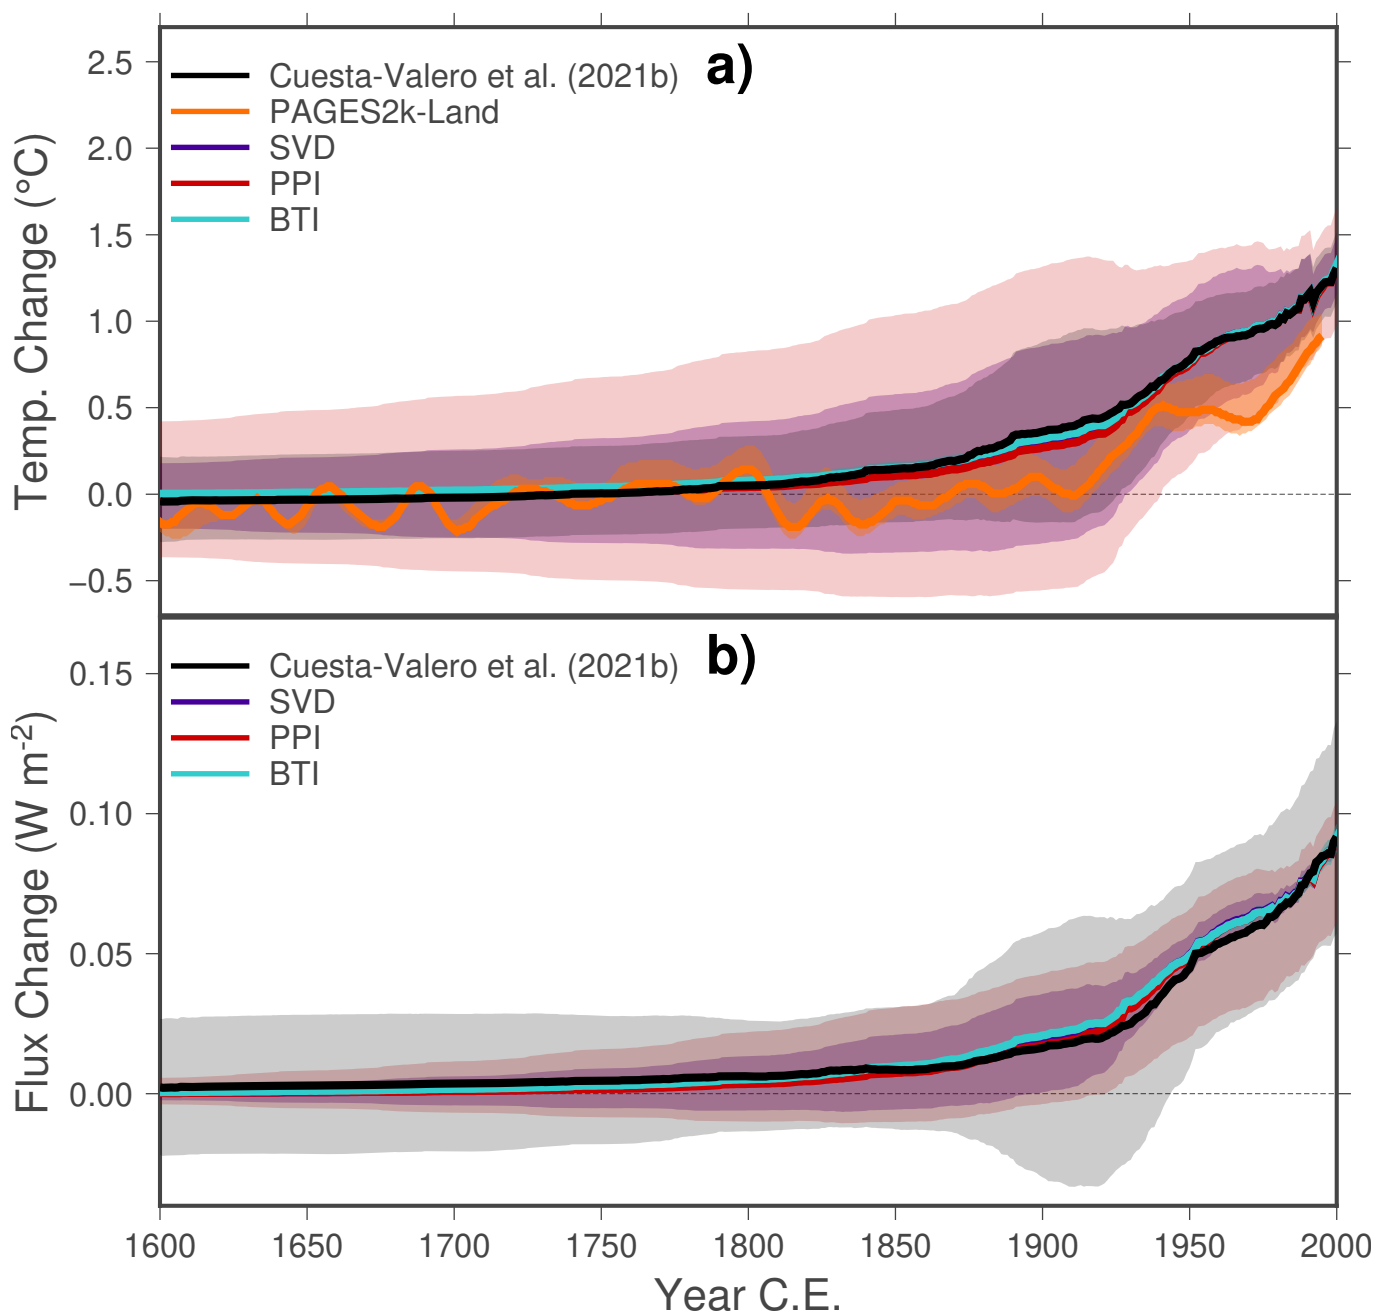 a)
Cuesta-Valero et al. (2021b)
PAGES2k-Land
SVD
PPI
BTI
Temp. Change (°C)
2.5
2.0
1.5
1.0
0.5
0.0
−0.5
b)
Cuesta-Valero et al. (2021b)
SVD
PPI
BTI
Flux Change (W m-2)
0.15
0.10
0.05
0.00
1600 1650 1700 1750 1800 1850 1900 1950 2000
Year C.E.